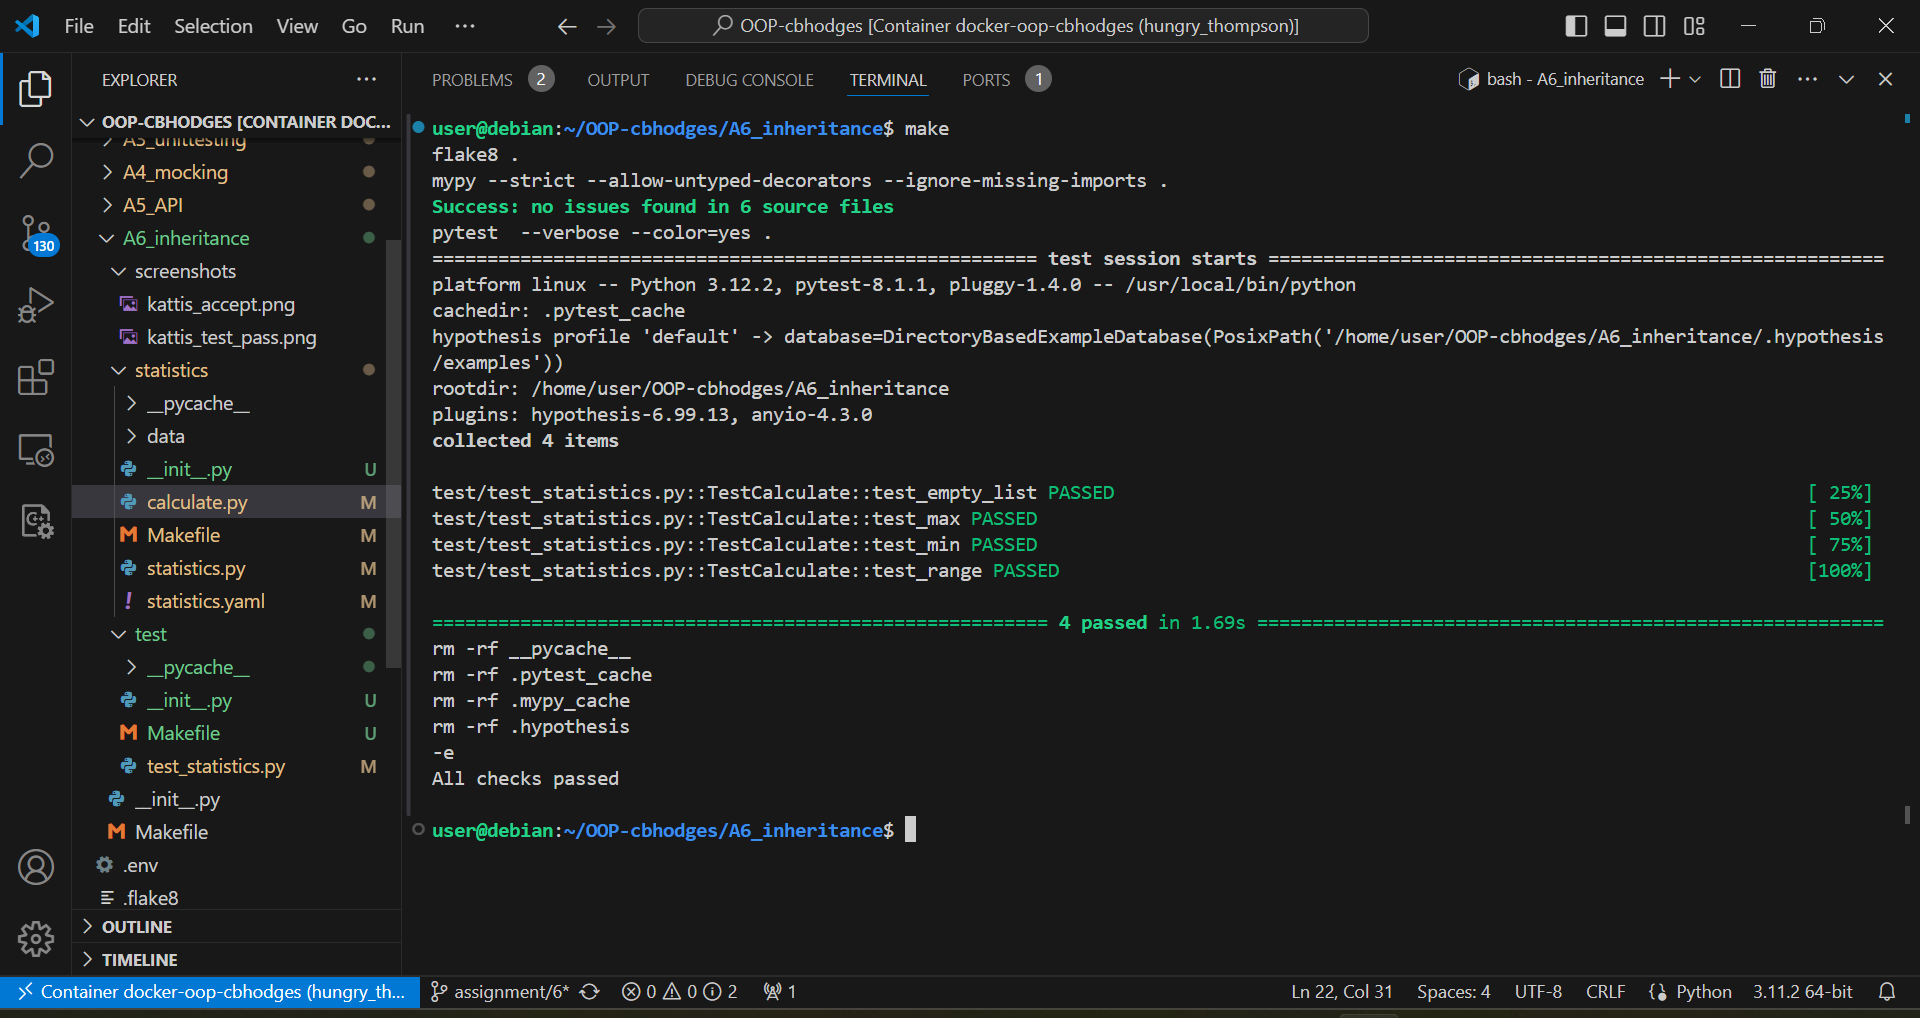 File Edit Selection View Go Run ···
OOP-cbhodges [Container docker-oop-cbhodges (hungry_thompson)]
EXPLORER
OOP-CBHODGES [CONTAINER DOC...
A3_unittesting
A4_mocking
A5_API
A6_inheritance
screenshots
kattis_accept.png
kattis_test_pass.png
statistics
__pycache__
data
__init__.py U
calculate.py M
Makefile M
statistics.py M
statistics.yaml M
test
__pycache__
__init__.py U
Makefile U
test_statistics.py M
__init__.py
Makefile
.env
.flake8
OUTLINE
TIMELINE
130
PROBLEMS 2 OUTPUT DEBUG CONSOLE TERMINAL PORTS 1
bash - A6_inheritance
user@debian:~/OOP-cbhodges/A6_inheritance$ make
flake8 .
mypy --strict --allow-untyped-decorators --ignore-missing-imports .
Success: no issues found in 6 source files
pytest  --verbose --color=yes .
======================================================= test session starts ========================================================
platform linux -- Python 3.12.2, pytest-8.1.1, pluggy-1.4.0 -- /usr/local/bin/python
cachedir: .pytest_cache
hypothesis profile 'default' -> database=DirectoryBasedExampleDatabase(PosixPath('/home/user/OOP-cbhodges/A6_inheritance/.hypothesis
/examples'))
rootdir: /home/user/OOP-cbhodges/A6_inheritance
plugins: hypothesis-6.99.13, anyio-4.3.0
collected 4 items
test/test_statistics.py::TestCalculate::test_empty_list PASSED [ 25%]
test/test_statistics.py::TestCalculate::test_max PASSED [ 50%]
test/test_statistics.py::TestCalculate::test_min PASSED [ 75%]
test/test_statistics.py::TestCalculate::test_range PASSED [100%]
======================================================== 4 passed in 1.69s =========================================================
rm -rf __pycache__
rm -rf .pytest_cache
rm -rf .mypy_cache
rm -rf .hypothesis
-e
All checks passed
user@debian:~/OOP-cbhodges/A6_inheritance$
Container docker-oop-cbhodges (hungry_th... assignment/6* 0 0 2 1 Ln 22, Col 31 Spaces: 4 UTF-8 CRLF Python 3.11.2 64-bit